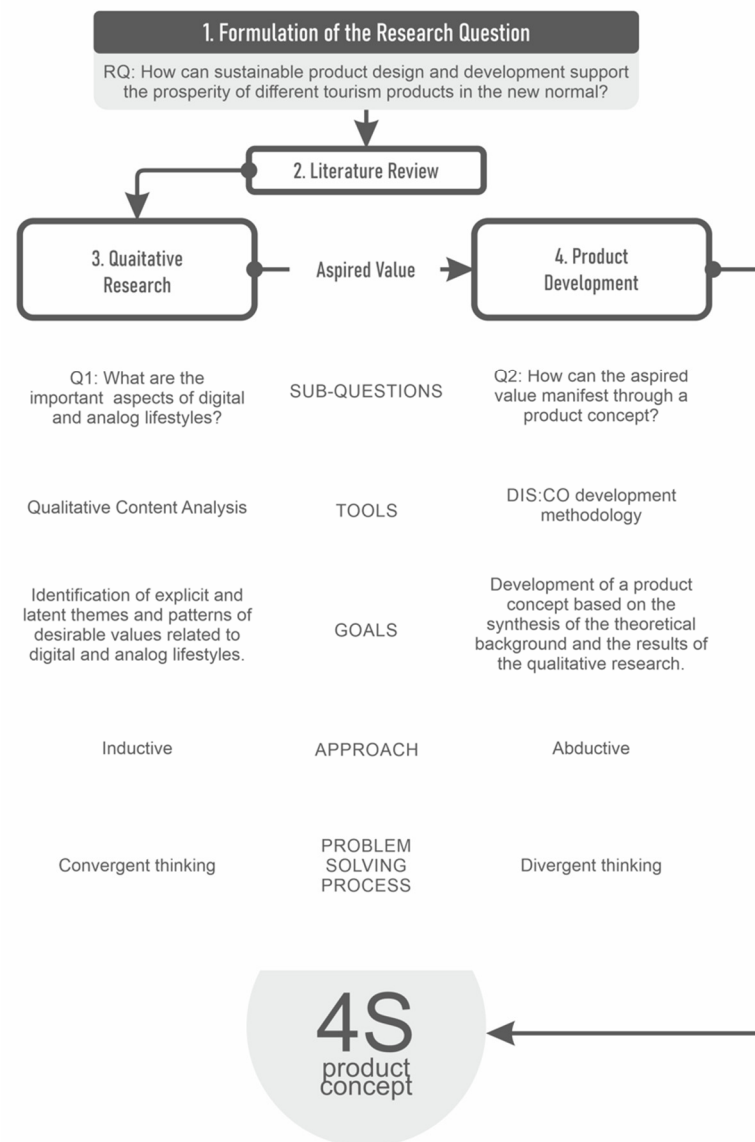 1. Formulation of the Research Question
RQ: How can sustainable product design and development support
the prosperity of different tourism products in the new normal?
2. Literature Review
3. Quaitative
Research
Aspired Value
4. Product
Development
Q1: What are the
important aspects of digital
and analog lifestyles?
SUB-QUESTIONS
Q2: How can the aspired
value manifest through a
product concept?
Qualitative Content Analysis
TOOLS
DIS:CO development
methodology
Identification of explicit and
latent themes and patterns of
desirable values related to
digital and analog lifestyles.
GOALS
Development of a product
concept based on the
synthesis of the theoretical
background and the results of
the qualitative research.
Inductive
APPROACH
Abductive
Convergent thinking
PROBLEM
SOLVING
PROCESS
Divergent thinking
4S
product
concept